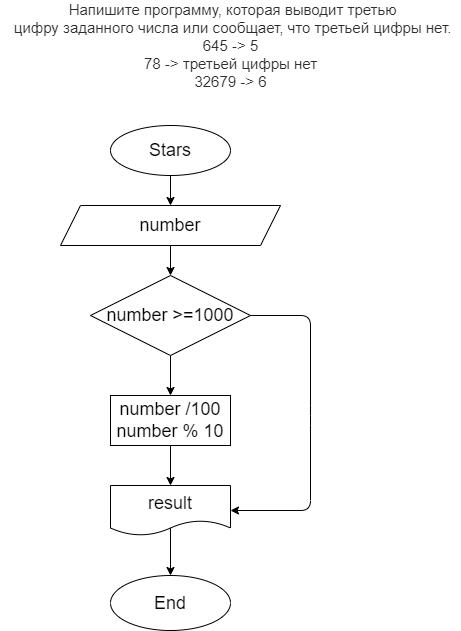 Напишите программу, которая выводит третью
цифру заданного числа или сообщает, что третьей цифры нет.
645 -> 5
78 -> третьей цифры нет
32679 -> 6
Stars
number
number >=1000
number /100
number % 10
result
End